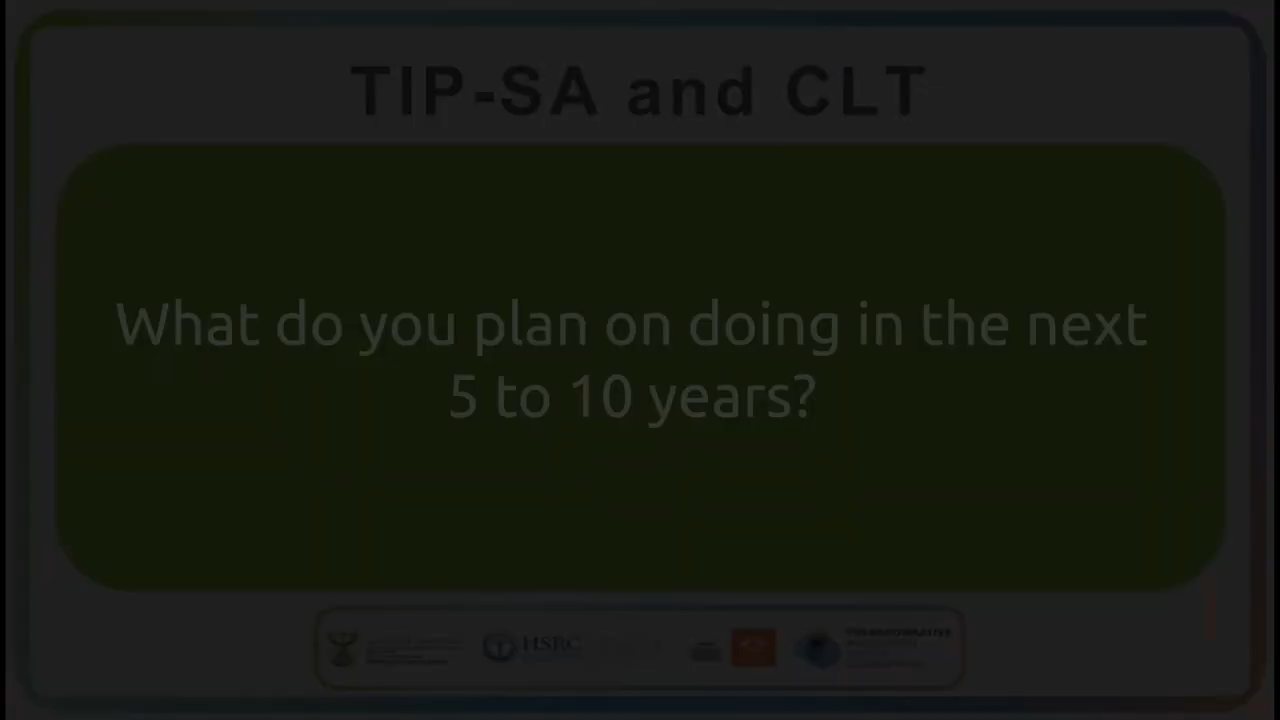 TIP-SA and CLT
What do you plan on doing in the next
5 to 10 years?
HSRC